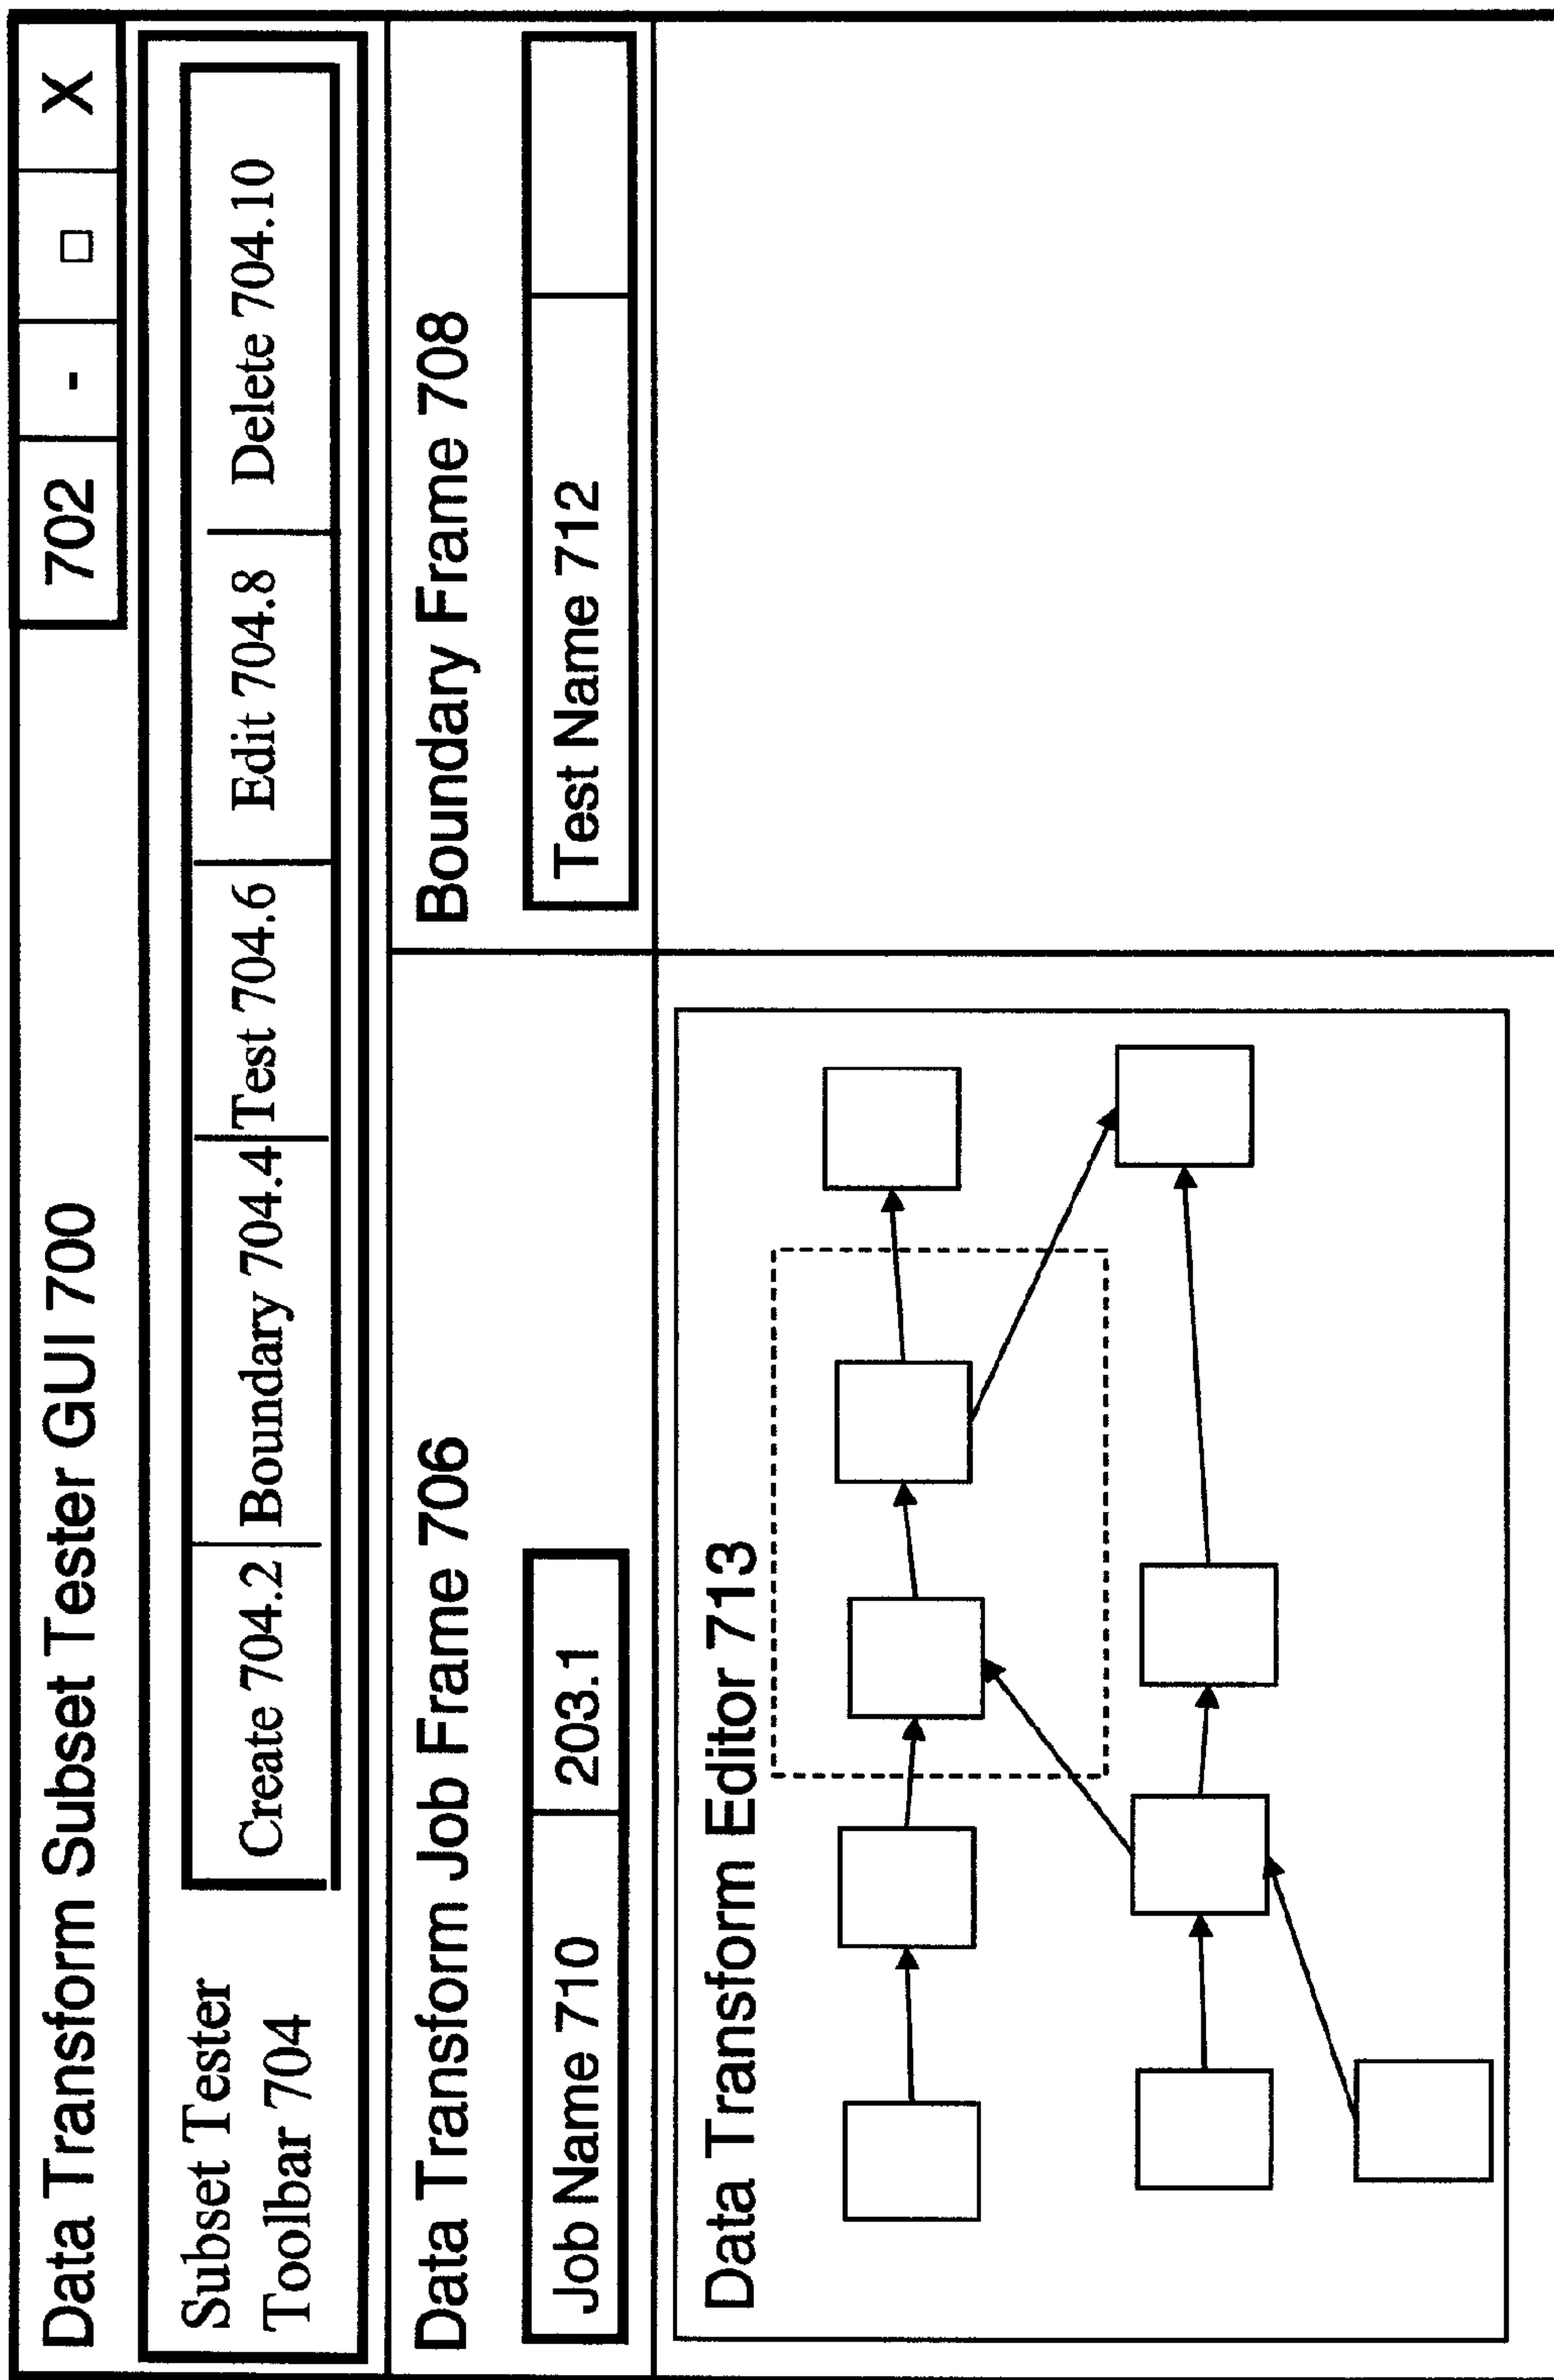 Data Transform Subset Tester GUI 700
702
-
□
X
Subset Tester
Toolbar 704
Create 704.2
Boundary 704.4
Test 704.6
Edit 704.8
Delete 704.10
Data Transform Job Frame 706
Boundary Frame 708
Job Name 710
203.1
Test Name 712
Data Transform Editor 713